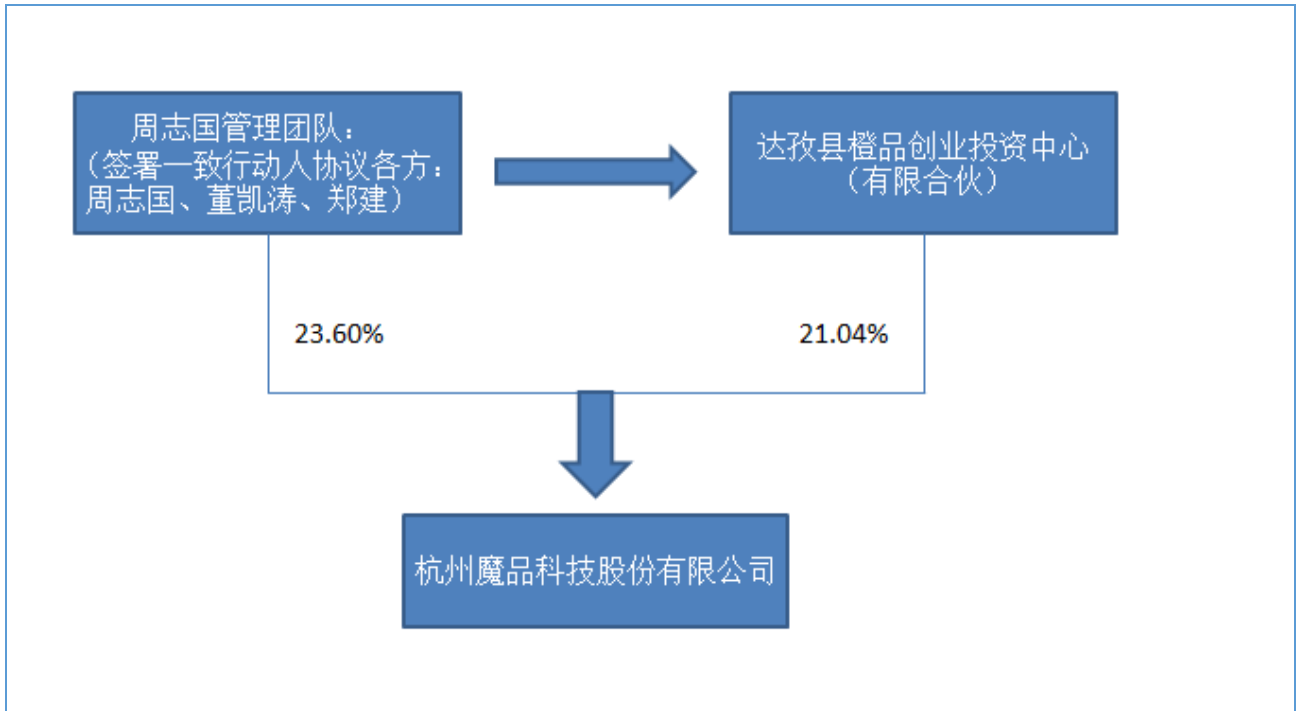 周志国管理团队：
（签署一致行动人协议各方：
周志国、董凯涛、郑建）
达孜县橙品创业投资中心
（有限合伙）
23.60%
21.04%
杭州魔品科技股份有限公司